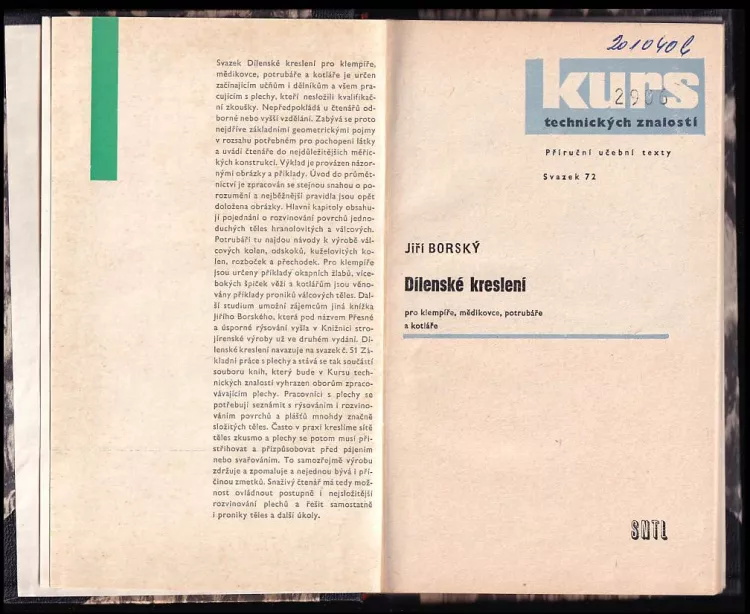 Svazek Dílenské kreslení pro klempíře,
mědikovce, potrubáře a kotláře je určen
začínajícím učňům i dělníkům a všem pra-
cujícím s plechy, kteří nesložili kvalifikač-
ní zkoušky. Nepředpokládá u čtenářů od-
borné nebo vyšší vzdělání. Zabývá se proto
nejdříve základními geometrickými pojmy
v rozsahu potřebném pro pochopení látky
a uvádí čtenáře do nejdůležitějších měřic-
kých konstrukcí. Výklad je provázen názor-
nými obrázky a příklady. Úvod do průmět-
nictví je zpracován se stejnou snahou o po-
rozumění a nejběžnější pravidla jsou opět
doložena obrázky. Hlavní kapitoly obsahu-
jí pojednání o rozvinování povrchů jedno-
duchých těles hranolovitých a válcových.
Potrubáři tu najdou návody k výrobě vál-
cových kolen, odskoků, kuželovitých ko-
len, rozboček a přechodek. Pro klempíře
jsou určeny příklady okapních žlabů, více-
bokých špiček věží a kotlářům jsou věno-
vány příklady proniků válcových těles. Dal-
ší studium umožní zájemcům jiná knížka
Jiřího Borského, která pod názvem Přesné
a úsporné rýsování vyšla v Knižnici stro-
jírenské výroby už ve druhém vydání. Dí-
lenské kreslení navazuje na svazek č. 51 Zá-
kladní práce s plechy a stává se tak součástí
souboru knih, který bude v Kursu tech-
nických znalostí vyhrazen oborům zpraco-
vávajícím plechy. Pracovníci s plechy se
potřebují seznámit s rýsováním i rozvino-
váním povrchů a plášťů mnohdy značně
složitých těles. Často v praxi kreslíme sítě
těles zkusmo a plechy se potom musí při-
střihovat a přizpůsobovat před pájením
nebo svařováním. To samozřejmě výrobu
zdržuje a zpomaluje a nejednou bývá i pří-
činou zmetků. Snaživý čtenář má tedy mož-
nost ovládnout postupně i nejsložitější
rozvinování plechů a řešit samostatně
i proniky těles a další úkoly.
kurs
2906
technických znalostí
Příruční učební texty
Svazek 72
Jiří BORSKÝ
Dílenské kreslení
pro klempíře, mědikovce, potrubáře
a kotláře
SNTL